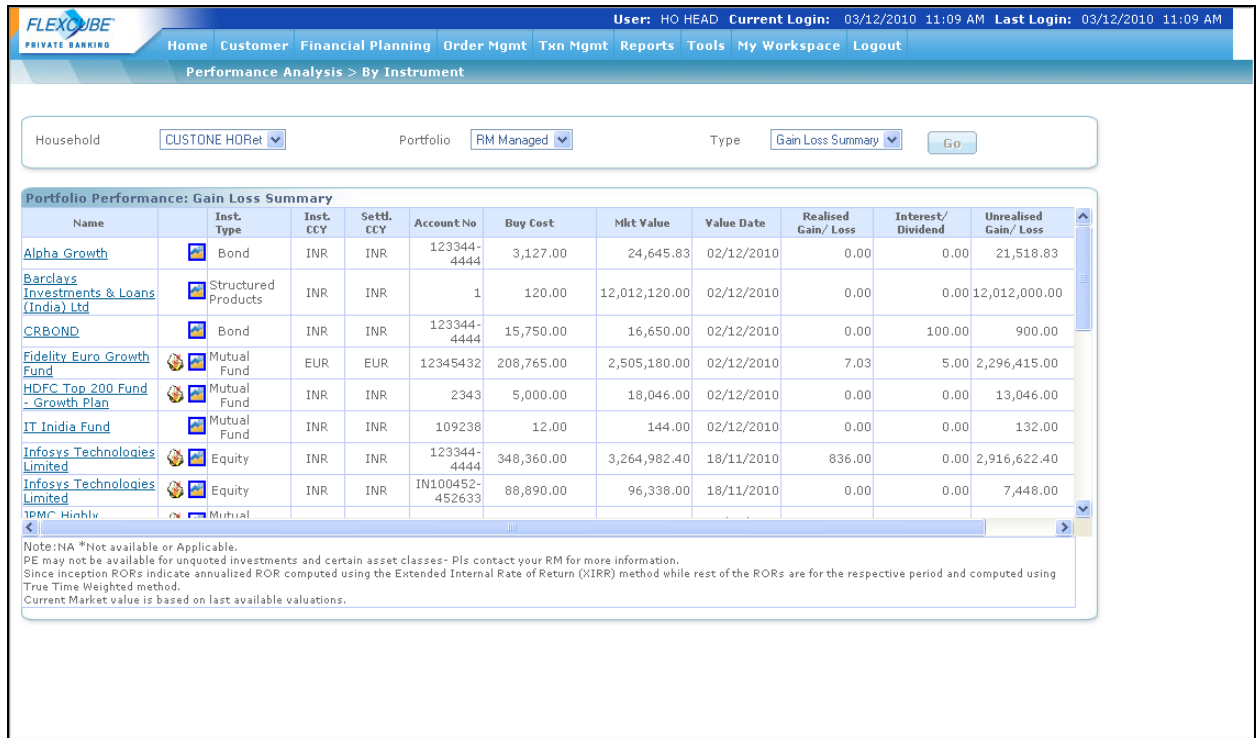 FLEXCUBE
PRIVATE BANKING
User: HO HEAD Current Login: 03/12/2010 11:09 AM Last Login: 03/12/2010 11:09 AM
Home Customer Financial Planning Order Mgmt Txn Mgmt Reports Tools My Workspace Logout
Performance Analysis > By Instrument
Household CUSTONE HORet Portfolio RM Managed Type Gain Loss Summary Go
Portfolio Performance: Gain Loss Summary
Name Inst. Type Inst. CCY Settl. CCY Account No Buy Cost Mkt Value Value Date Realised Gain/ Loss Interest/ Dividend Unrealised Gain/ Loss
Alpha Growth Bond INR INR 123344-4444 3,127.00 24,645.83 02/12/2010 0.00 0.00 21,518.83
Barclays Investments & Loans (India) Ltd Structured Products INR INR 1 120.00 12,012,120.00 02/12/2010 0.00 0.00 12,012,000.00
CRBOND Bond INR INR 123344-4444 15,750.00 16,650.00 02/12/2010 0.00 100.00 900.00
Fidelity Euro Growth Fund Mutual Fund EUR EUR 12345432 208,765.00 2,505,180.00 02/12/2010 7.03 5.00 2,296,415.00
HDFC Top 200 Fund - Growth Plan Mutual Fund INR INR 2343 5,000.00 18,046.00 02/12/2010 0.00 0.00 13,046.00
IT Inidia Fund Mutual Fund INR INR 109238 12.00 144.00 02/12/2010 0.00 0.00 132.00
Infosys Technologies Limited Equity INR INR 123344-4444 348,360.00 3,264,982.40 18/11/2010 836.00 0.00 2,916,622.40
Infosys Technologies Limited Equity INR INR IN100452-452633 88,890.00 96,338.00 18/11/2010 0.00 0.00 7,448.00
JPMC Highly Mutual
Note:NA *Not available or Applicable.
PE may not be available for unquoted investments and certain asset classes- Pls contact your RM for more information.
Since inception RORs indicate annualized ROR computed using the Extended Internal Rate of Return (XIRR) method while rest of the RORs are for the respective period and computed using
True Time Weighted method.
Current Market value is based on last available valuations.